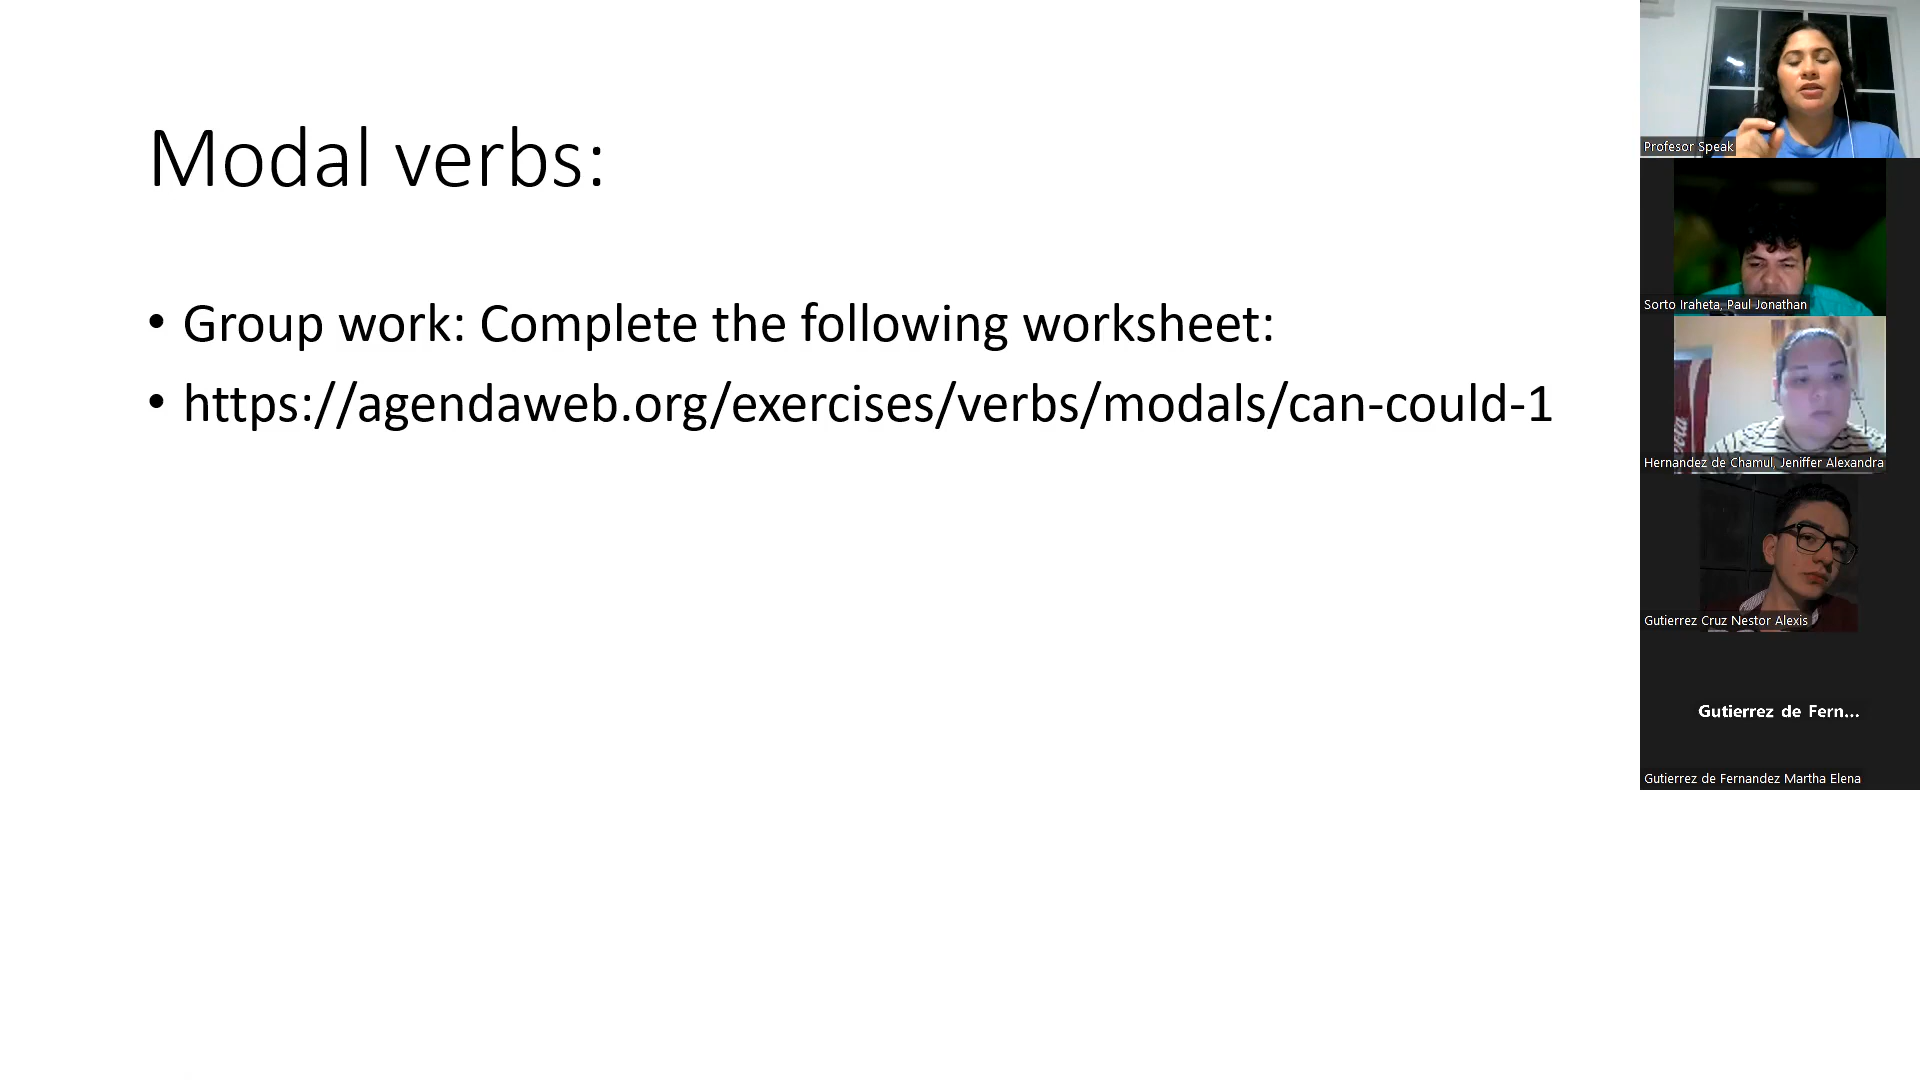 Modal verbs:
• Group work: Complete the following worksheet:
• https://agendaweb.org/exercises/verbs/modals/can-could-1
Profesor Speak
Sorto Iraheta, Paul Jonathan
Hernandez de Chamul, Jeniffer Alexandra
Gutierrez Cruz Nestor Alexis
Gutierrez de Fern...
Gutierrez de Fernandez Martha Elena